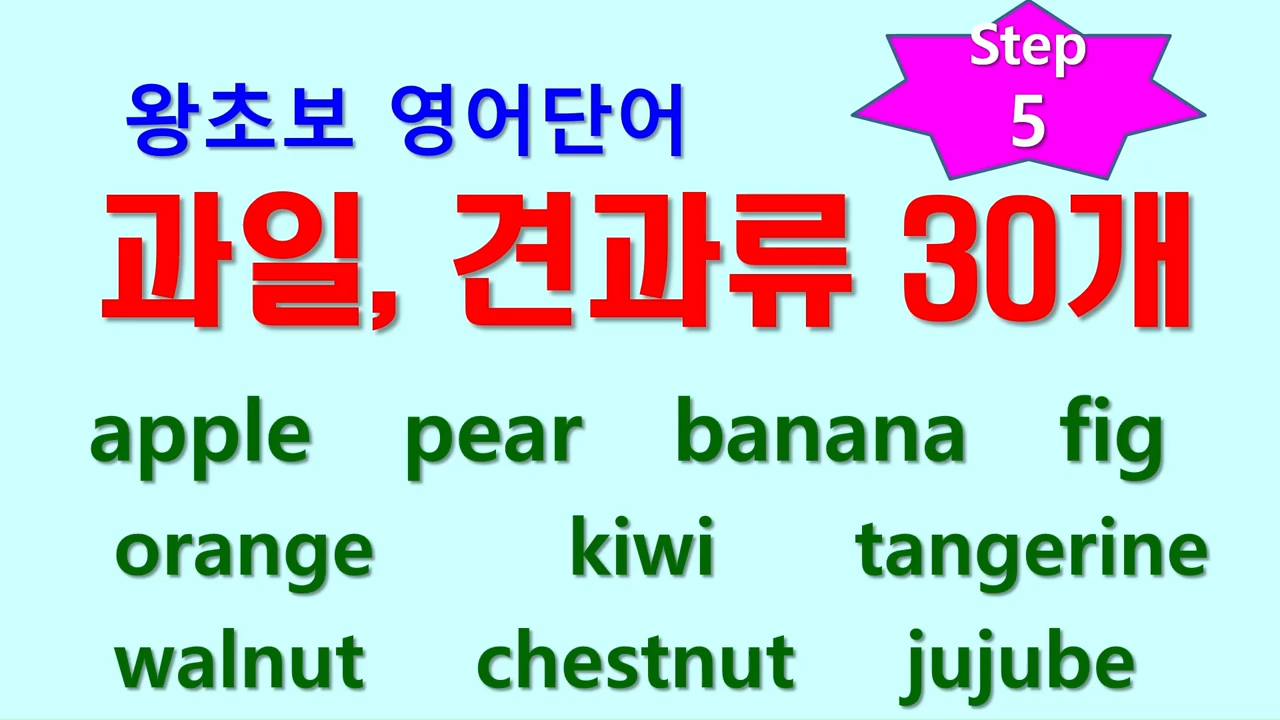 Step
5
왕초보 영어단어
과일, 견과류 30개
apple pear banana fig
orange kiwi tangerine
walnut chestnut jujube